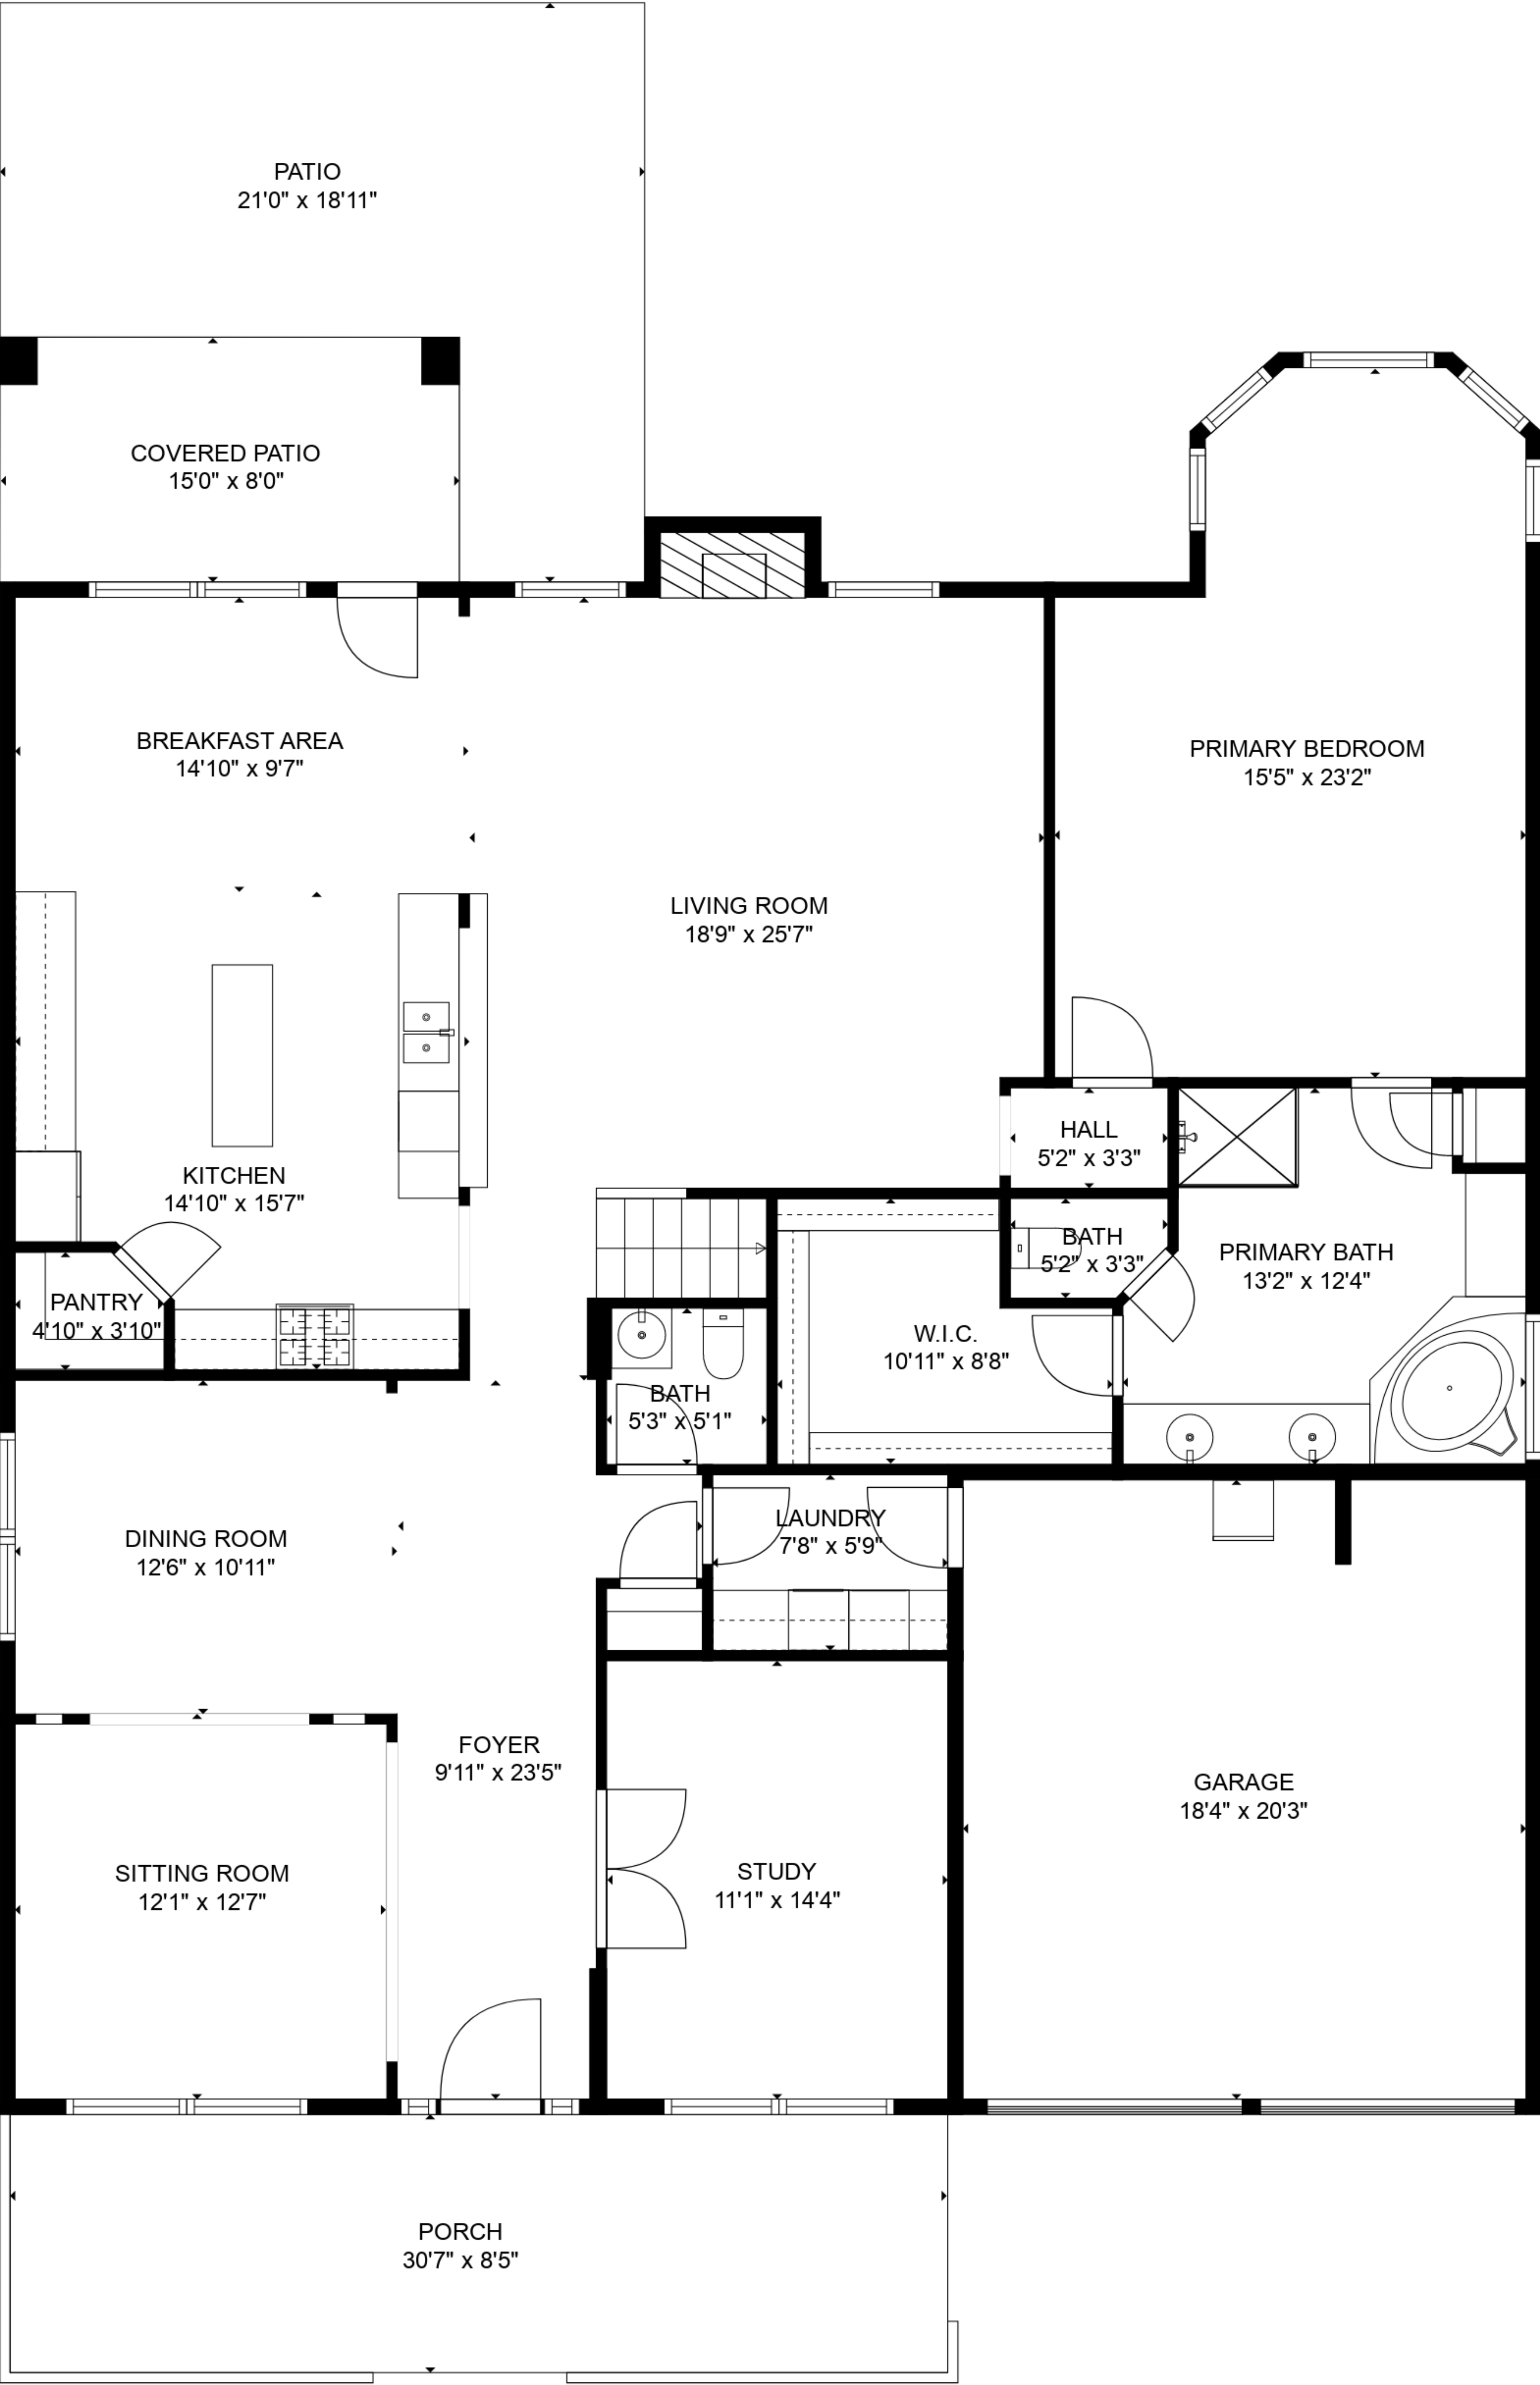 PATIO
21'0" x 18'11"
COVERED PATIO
15'0" x 8'0"
BREAKFAST AREA
14'10" x 9'7"
PRIMARY BEDROOM
15'5" x 23'2"
LIVING ROOM
18'9" x 25'7"
HALL
5'2" x 3'3"
KITCHEN
14'10" x 15'7"
BATH
5'2" x 3'3"
PRIMARY BATH
13'2" x 12'4"
PANTRY
4'10" x 3'10"
W.I.C.
10'11" x 8'8"
BATH
5'3" x 5'1"
LAUNDRY
7'8" x 5'9"
DINING ROOM
12'6" x 10'11"
FOYER
9'11" x 23'5"
GARAGE
18'4" x 20'3"
SITTING ROOM
12'1" x 12'7"
STUDY
11'1" x 14'4"
PORCH
30'7" x 8'5"